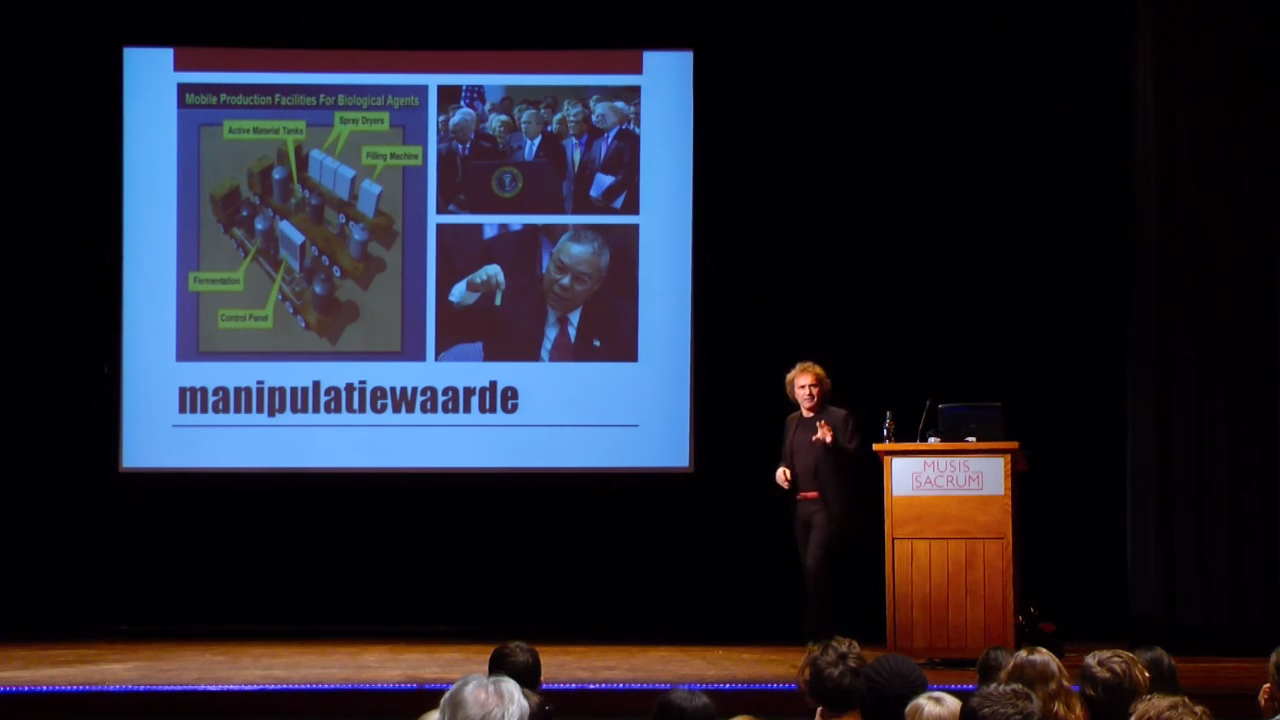 Mobile Production Facilities For Biological Agents
Spray Dryers
Active Material Tanks
Filling Machine
Fermentation
Control Panel
manipulatiewaarde
MUSIS
SACRUM